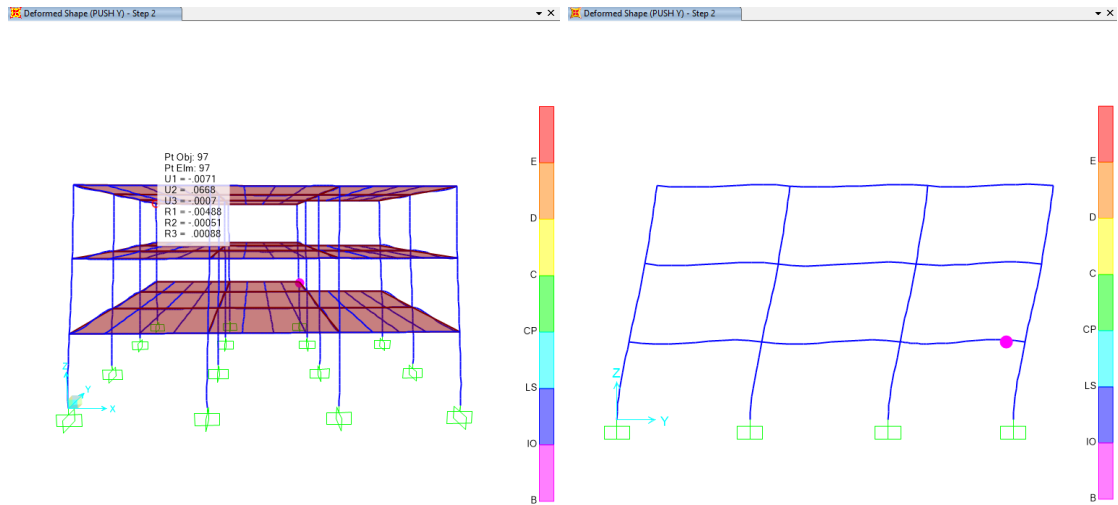 Deformed Shape (PUSH Y) - Step 2
Pt Obj: 97
Pt Elm: 97
U1 = -.0071
U2 = .0668
U3 = -.0007
R1 = -.00488
R2 = -.00051
R3 = .00088
Z
Z
Y
X
E
D
C
CP
LS
IO
B
Deformed Shape (PUSH Y) - Step 2
Z
Y
E
D
C
CP
LS
IO
B